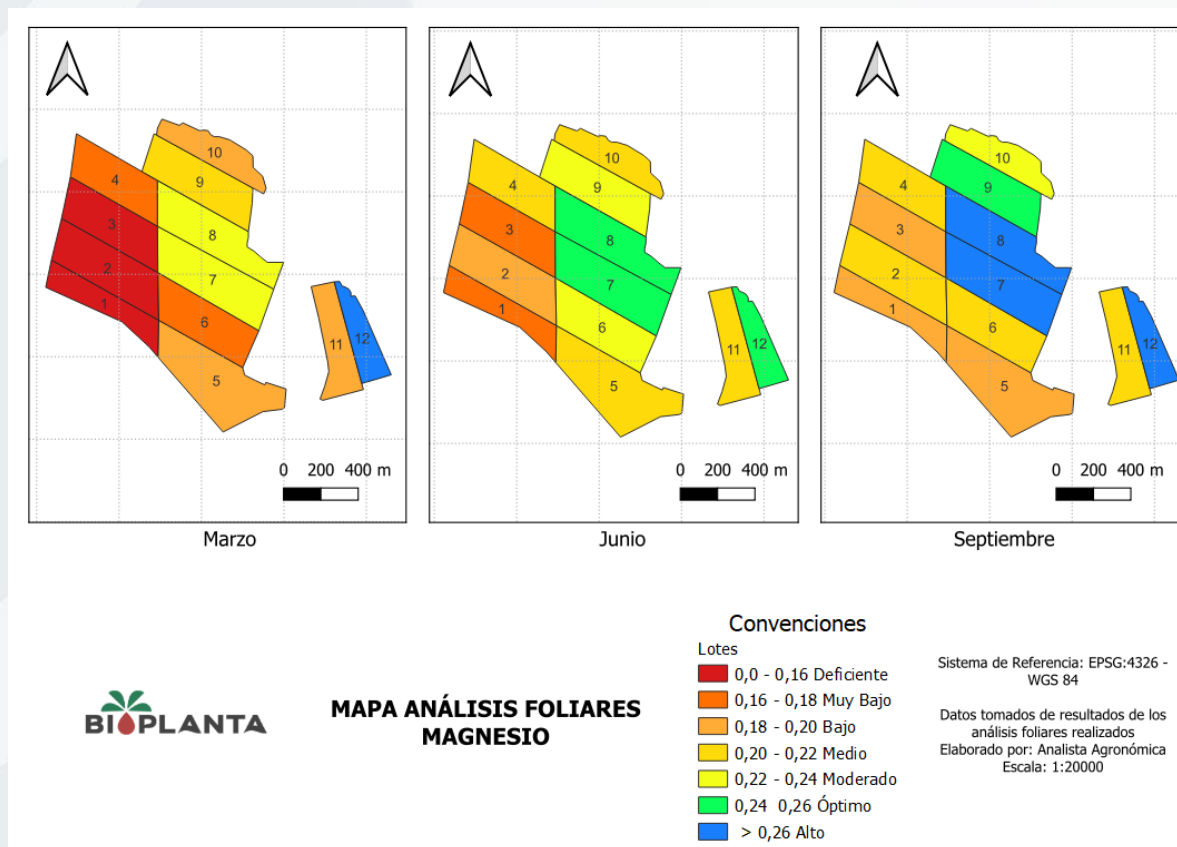 10
4
9
3
8
2
7
1
6
5
11
12
0 200 400 m
Marzo
10
4
9
3
8
2
7
1
6
5
11
12
0 200 400 m
Junio
10
4
9
3
8
2
7
1
6
5
11
12
0 200 400 m
Septiembre
BIOPLANTA
MAPA ANÁLISIS FOLIARES
MAGNESIO
Convenciones
Lotes
0,0 - 0,16 Deficiente
0,16 - 0,18 Muy Bajo
0,18 - 0,20 Bajo
0,20 - 0,22 Medio
0,22 - 0,24 Moderado
0,24 0,26 Óptimo
> 0,26 Alto
Sistema de Referencia: EPSG:4326 -
WGS 84
Datos tomados de resultados de los
análisis foliares realizados
Elaborado por: Analista Agronómica
Escala: 1:20000